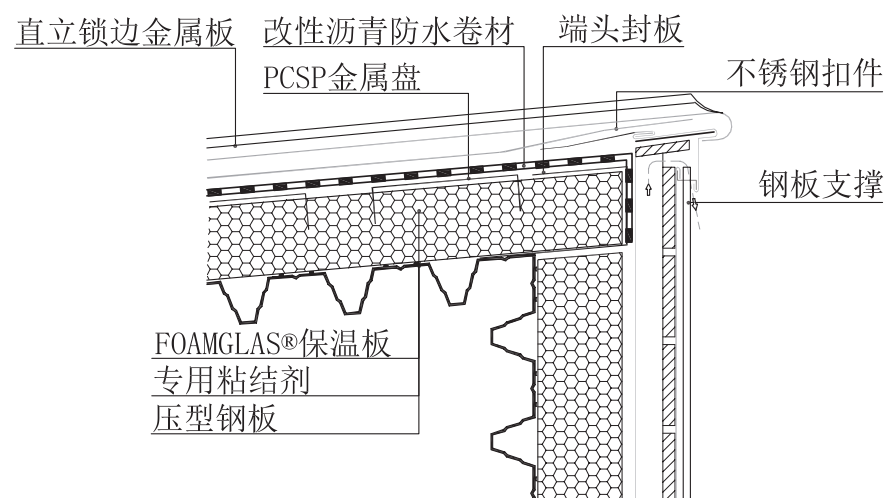 直立锁边金属板
改性沥青防水卷材
端头封板
PCSP金属盘
不锈钢扣件
钢板支撑
FOAMGLAS®保温板
专用粘结剂
压型钢板